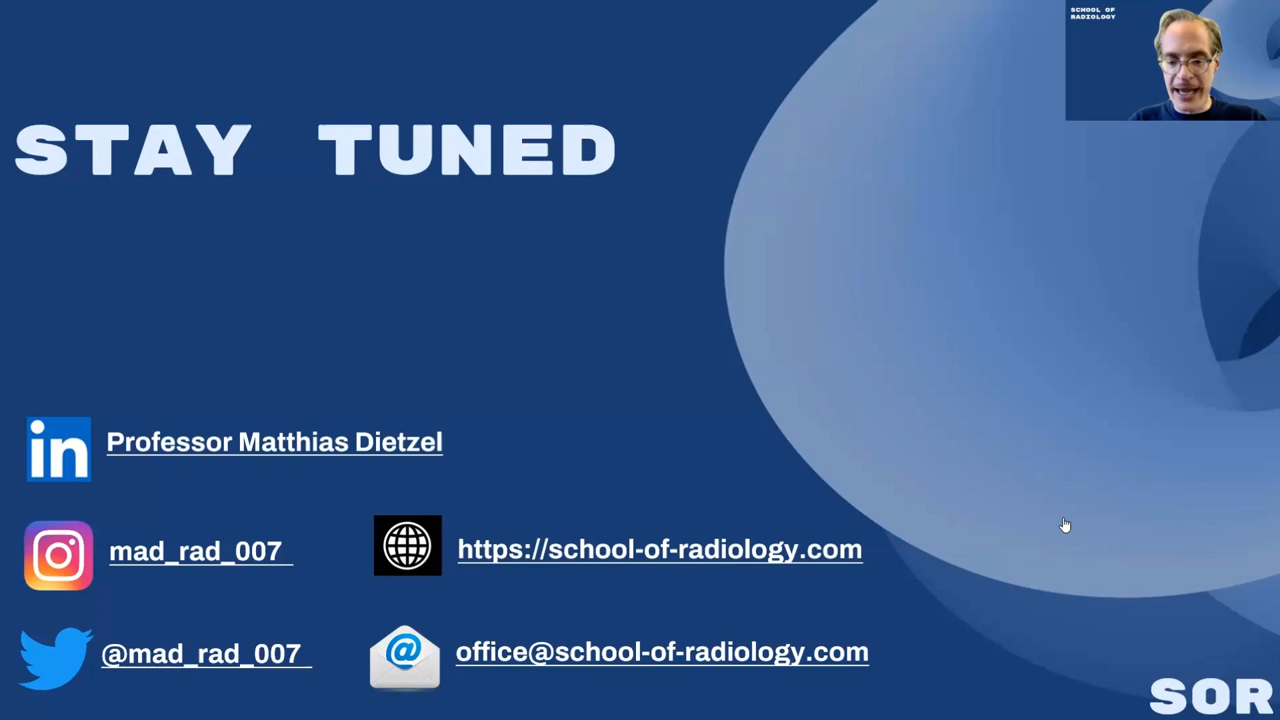 SCHOOL OF
RADIOLOGY
STAY TUNED
in Professor Matthias Dietzel
mad_rad_007
https://school-of-radiology.com
@mad_rad_007
@ office@school-of-radiology.com
SOR